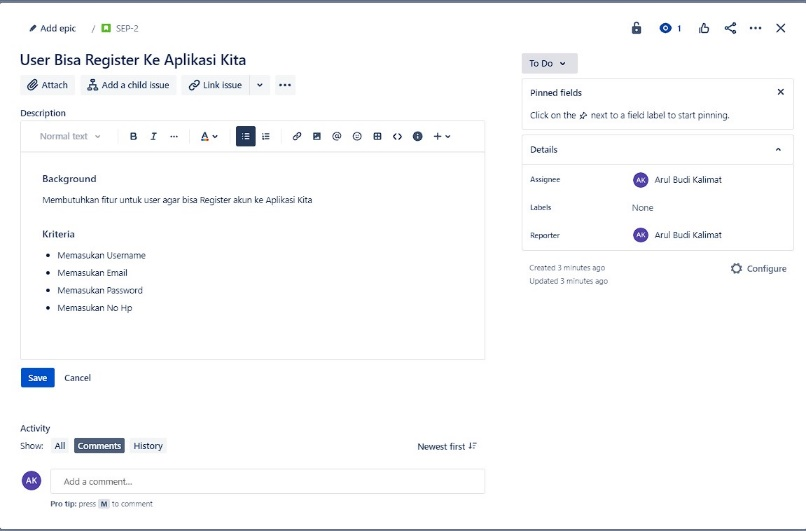 Add epic / SEP-2
1
User Bisa Register Ke Aplikasi Kita
Attach Add a child issue Link issue
Description
Normal text B I A
Background
Membutuhkan fitur untuk user agar bisa Register akun ke Aplikasi Kita
Kriteria
• Memasukan Username
• Memasukan Email
• Memasukan Password
• Memasukan No Hp
Save Cancel
Activity
Show: All Comments History Newest first
AK Add a comment...
Pro tip: press M to comment
To Do
Pinned fields
Click on the next to a field label to start pinning.
Details
Assignee AK Arul Budi Kalimat
Labels None
Reporter AK Arul Budi Kalimat
Created 3 minutes ago Configure
Updated 3 minutes ago